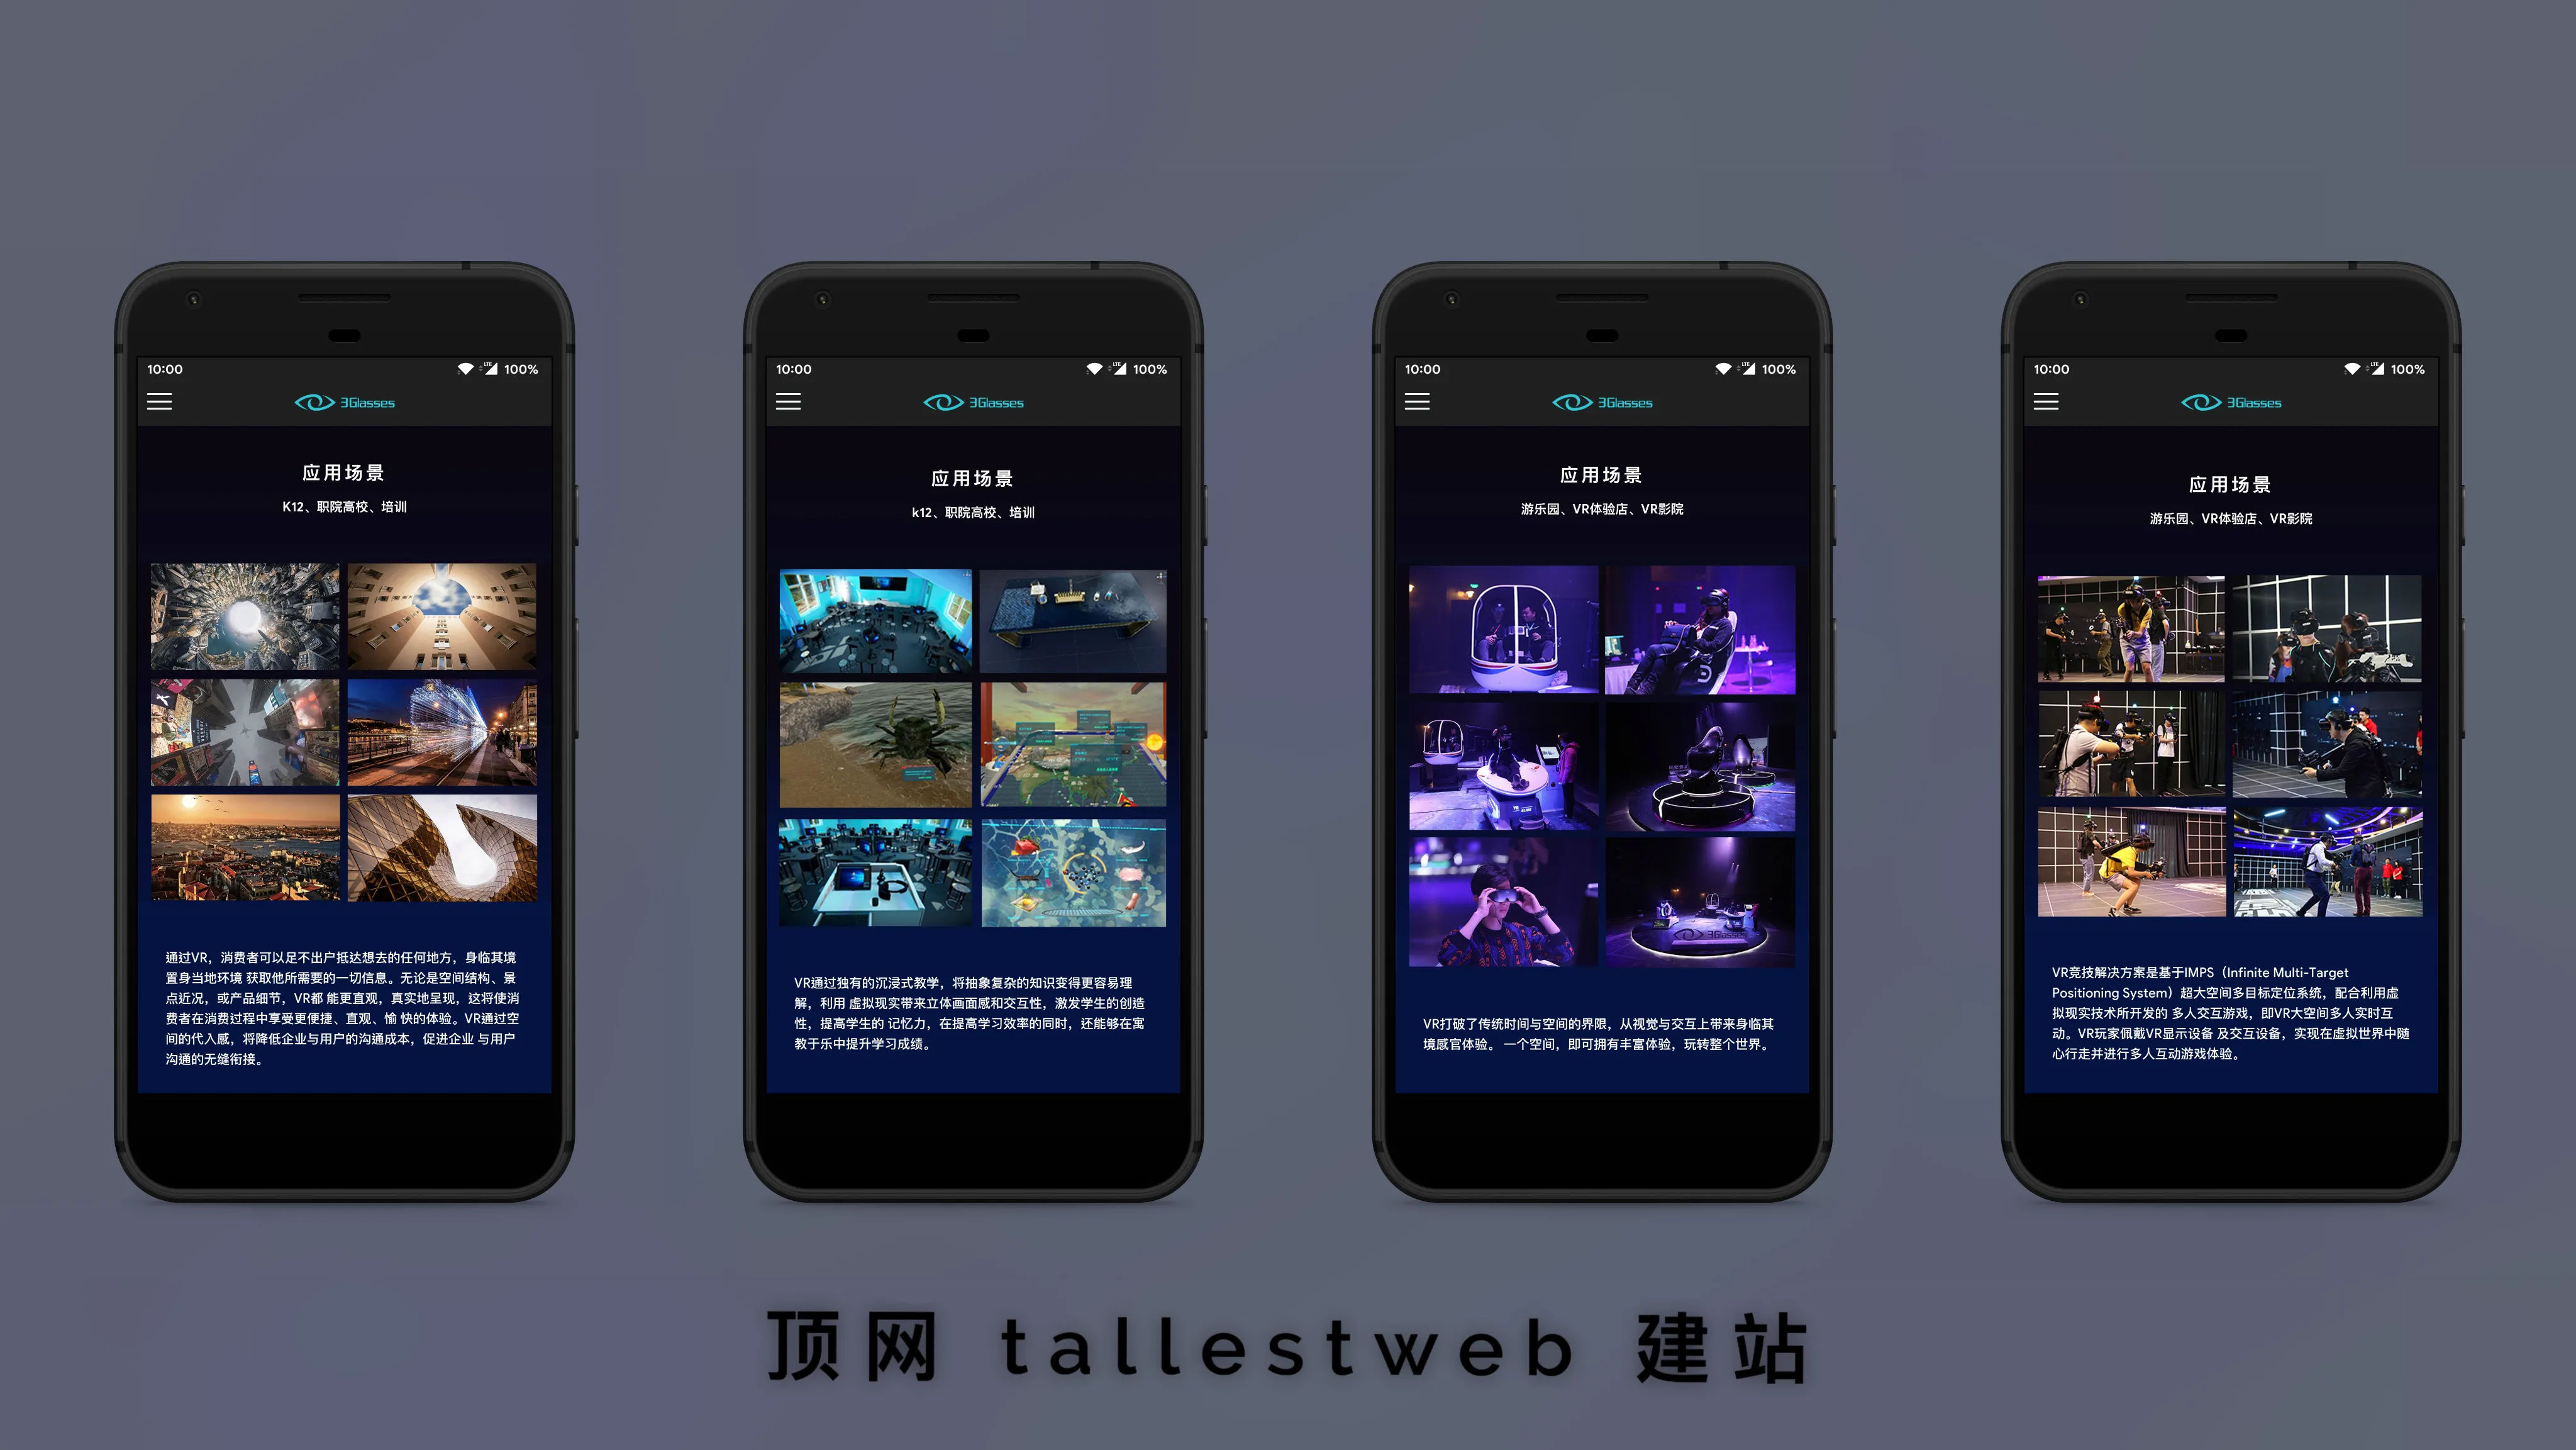 10:00
LTE
100%
3Glasses
应用场景
K12、职院高校、培训
通过VR，消费者可以足不出户抵达想去的任何地方，身临其境
置身当地环境 获取他所需要的一切信息。无论是空间结构、景
点近况，或产品细节，VR都 能更直观，真实地呈现，这将使消
费者在消费过程中享受更便捷、直观、愉 快的体验。VR通过空
间的代入感，将降低企业与用户的沟通成本，促进企业 与用户
沟通的无缝衔接。
10:00
LTE
100%
3Glasses
应用场景
k12、职院高校、培训
VR通过独有的沉浸式教学，将抽象复杂的知识变得更容易理
解，利用 虚拟现实带来立体画面感和交互性，激发学生的创造
性，提高学生的 记忆力，在提高学习效率的同时，还能够在寓
教于乐中提升学习成绩。
10:00
LTE
100%
3Glasses
应用场景
游乐园、VR体验店、VR影院
3Glasses
VR打破了传统时间与空间的界限，从视觉与交互上带来身临其
境感官体验。 一个空间，即可拥有丰富体验，玩转整个世界。
10:00
LTE
100%
3Glasses
应用场景
游乐园、VR体验店、VR影院
VR竞技解决方案是基于IMPS（Infinite Multi-Target
Positioning System）超大空间多目标定位系统，配合利用虚
拟现实技术所开发的 多人交互游戏，即VR大空间多人实时互
动。VR玩家佩戴VR显示设备 及交互设备，实现在虚拟世界中随
心行走并进行多人互动游戏体验。
顶网 tallestweb 建站